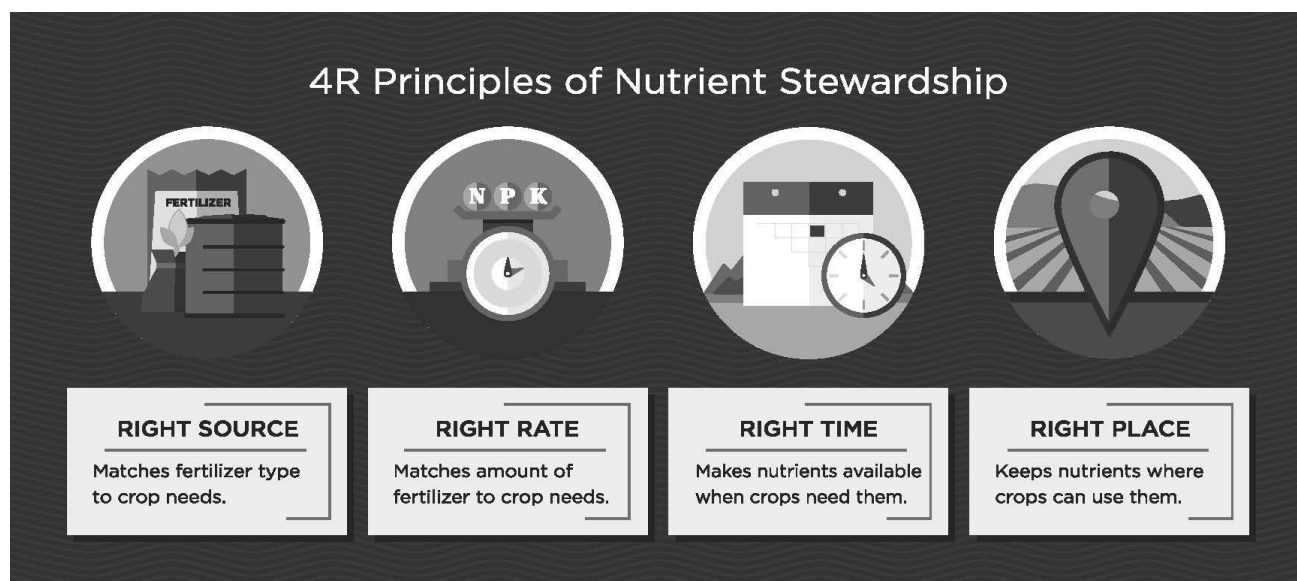 4R Principles of Nutrient Stewardship
FERTILIZER
N P K
RIGHT SOURCE
Matches fertilizer type
to crop needs.
RIGHT RATE
Matches amount of
fertilizer to crop needs.
RIGHT TIME
Makes nutrients available
when crops need them.
RIGHT PLACE
Keeps nutrients where
crops can use them.